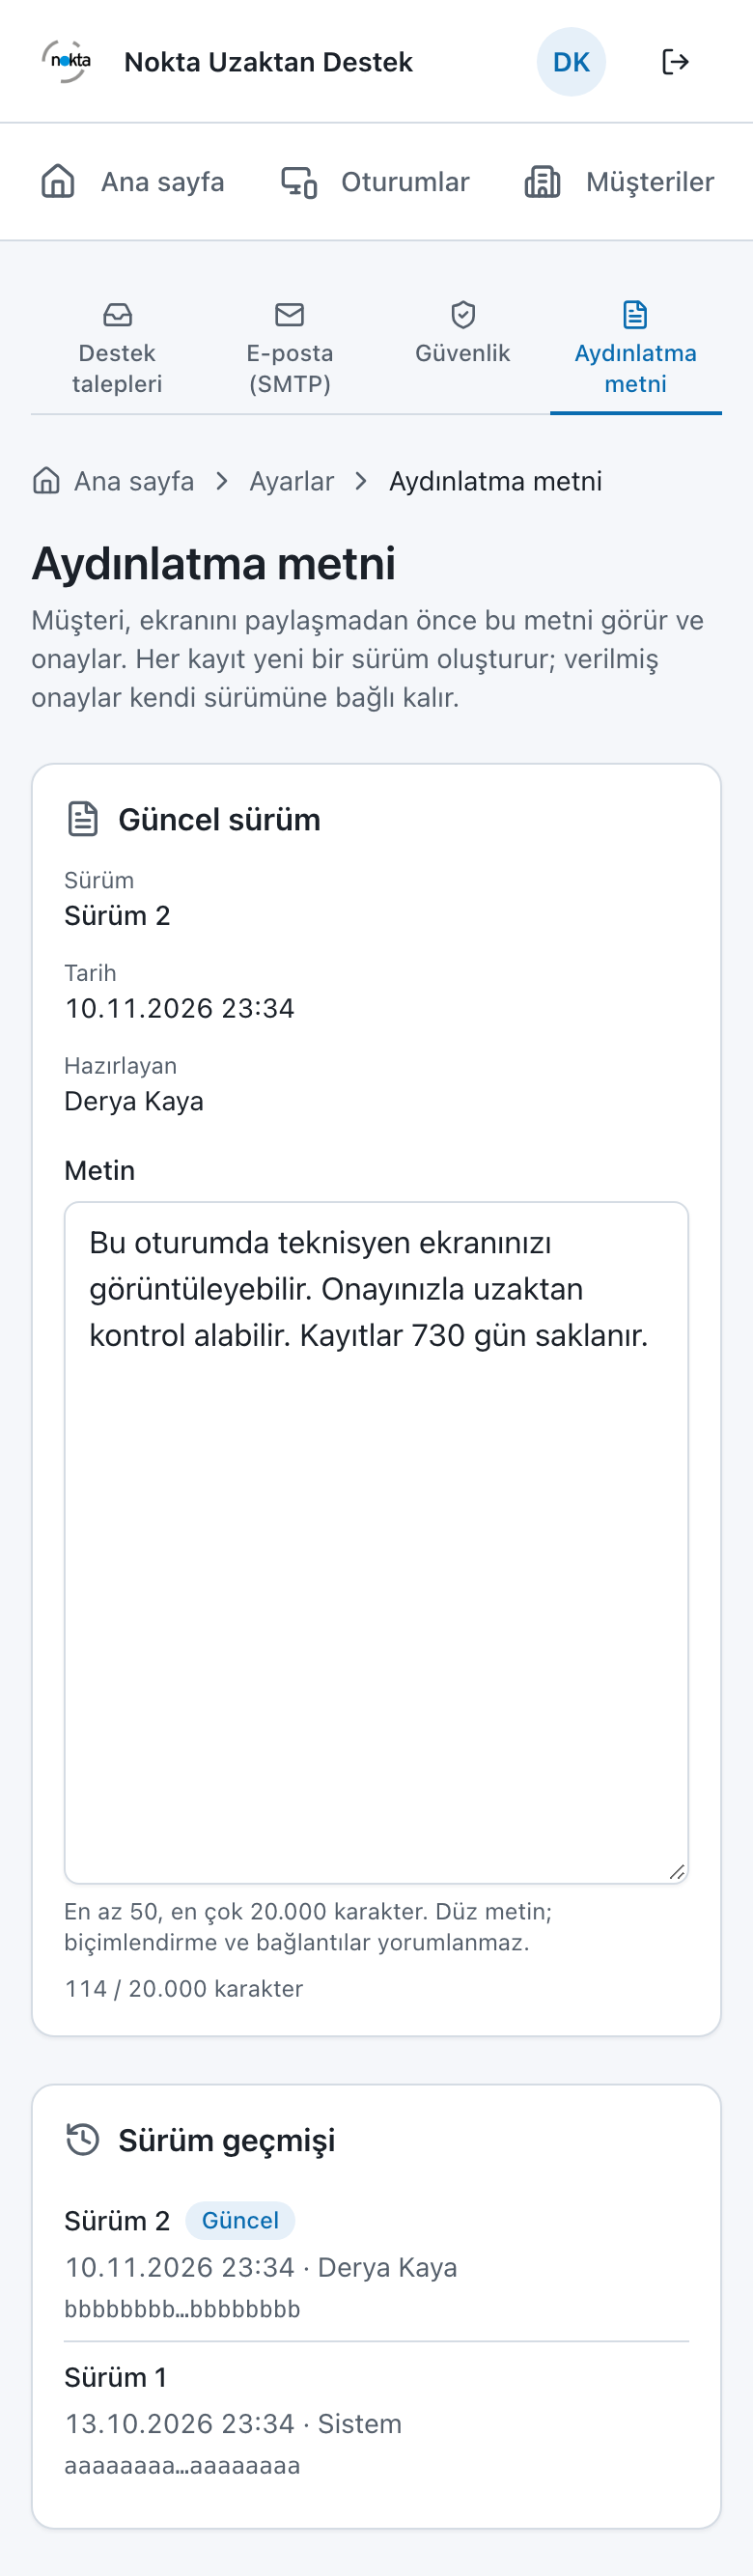 nokta
Nokta Uzaktan Destek
DK
Ana sayfa
Oturumlar
Müşteriler
Destek
talepleri
E-posta
(SMTP)
Güvenlik
Aydınlatma
metni
Ana sayfa > Ayarlar > Aydınlatma metni
Aydınlatma metni
Müşteri, ekranını paylaşmadan önce bu metni görür ve
onaylar. Her kayıt yeni bir sürüm oluşturur; verilmiş
onaylar kendi sürümüne bağlı kalır.
Güncel sürüm
Sürüm
Sürüm 2
Tarih
10.11.2026 23:34
Hazırlayan
Derya Kaya
Metin
Bu oturumda teknisyen ekranınızı
görüntüleyebilir. Onayınızla uzaktan
kontrol alabilir. Kayıtlar 730 gün saklanır.
En az 50, en çok 20.000 karakter. Düz metin;
biçimlendirme ve bağlantılar yorumlanmaz.
114 / 20.000 karakter
Sürüm geçmişi
Sürüm 2 Güncel
10.11.2026 23:34 · Derya Kaya
bbbbbbbb…bbbbbbbb
Sürüm 1
13.10.2026 23:34 · Sistem
aaaaaaaa…aaaaaaaa